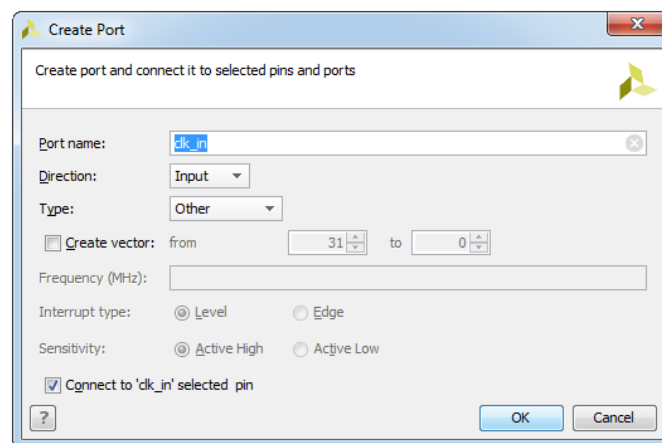 Create Port
Create port and connect it to selected pins and ports
Port name: clk_in
Direction: Input
Type: Other
Create vector: from 31 to 0
Frequency (MHz):
Interrupt type: Level Edge
Sensitivity: Active High Active Low
Connect to 'clk_in' selected pin
? OK Cancel